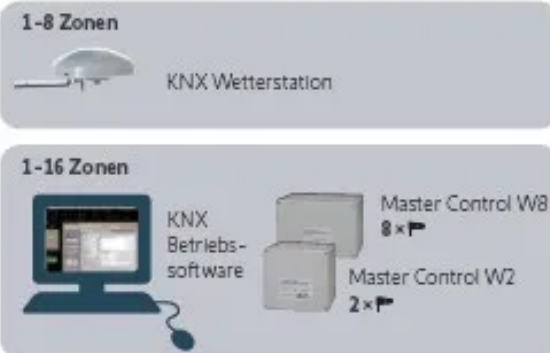 1-8 Zonen
KNX Wetterstation
1-16 Zonen
KNX
Betriebs-
software
Master Control W8
8×
Master Control W2
2×